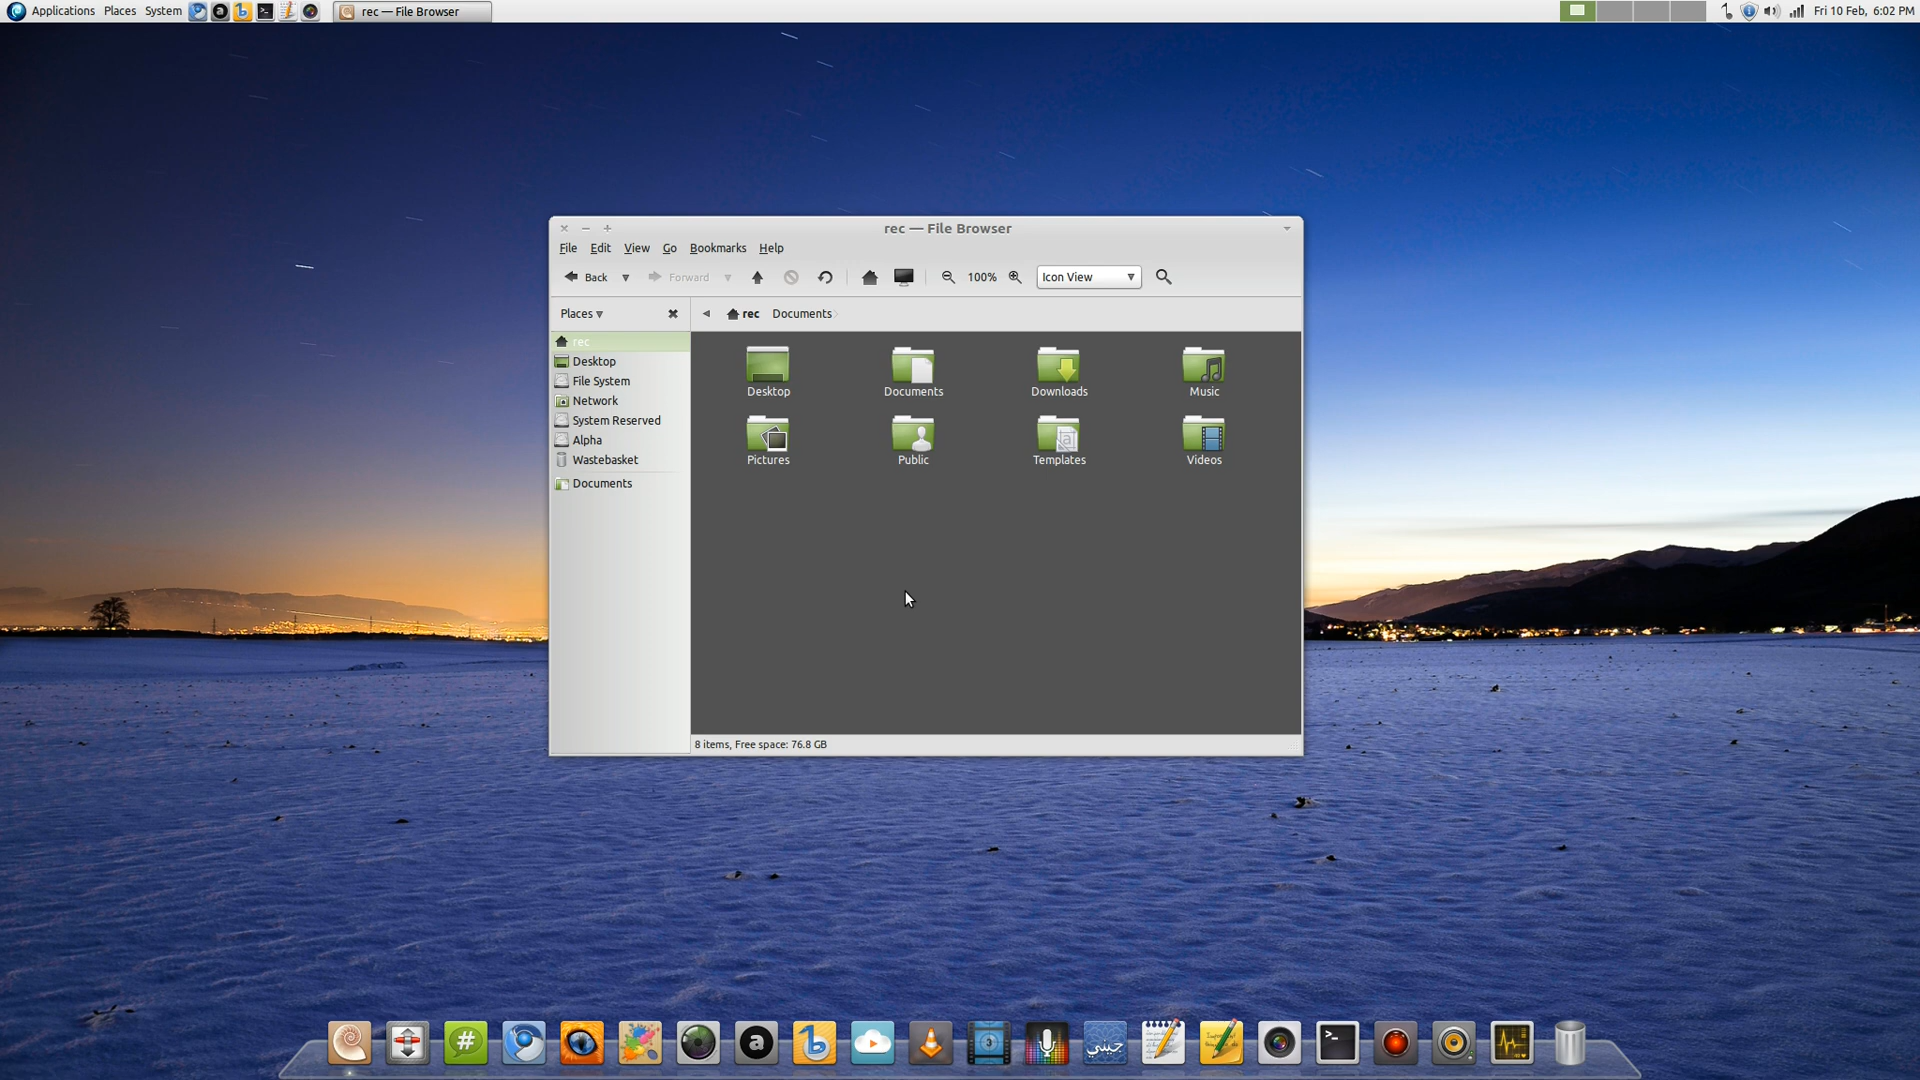 Applications Places System rec — File Browser Fri 10 Feb, 6:02 PM
rec — File Browser
File Edit View Go Bookmarks Help
Back Forward 100% Icon View
Places rec Documents
rec
Desktop
File System
Network
System Reserved
Alpha
Wastebasket
Documents
Desktop Documents Downloads Music
Pictures Public Templates Videos
8 items, Free space: 76.8 GB
# a b 3 جيني >_